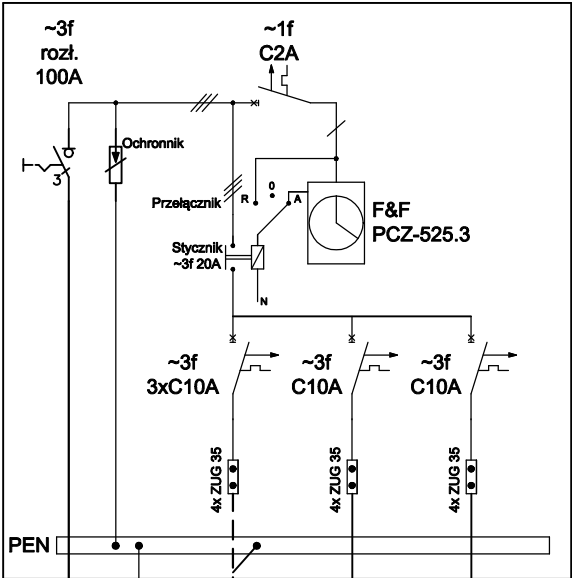 ~3f
rozł.
100A
~1f
C2A
Ochronnik
3
Przełącznik
R
0
A
F&F
PCZ-525.3
Stycznik
~3f 20A
N
~3f
3xC10A
~3f
C10A
~3f
C10A
4x ZUG 35
4x ZUG 35
4x ZUG 35
PEN